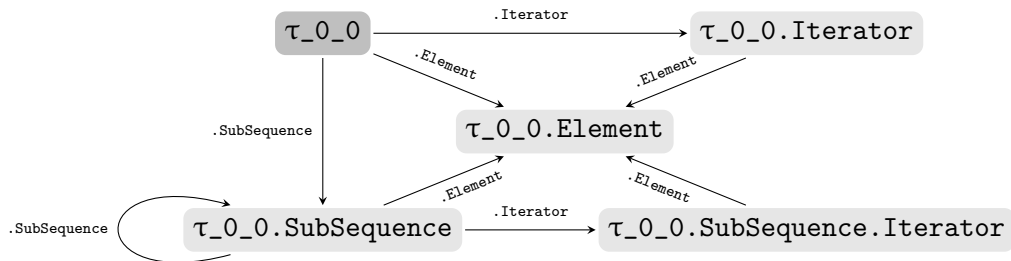 .Iterator
τ_0_0
τ_0_0.Iterator
.Element
.Element
τ_0_0.Element
.SubSequence
.Element
.Element
.Iterator
.SubSequence
τ_0_0.SubSequence
τ_0_0.SubSequence.Iterator